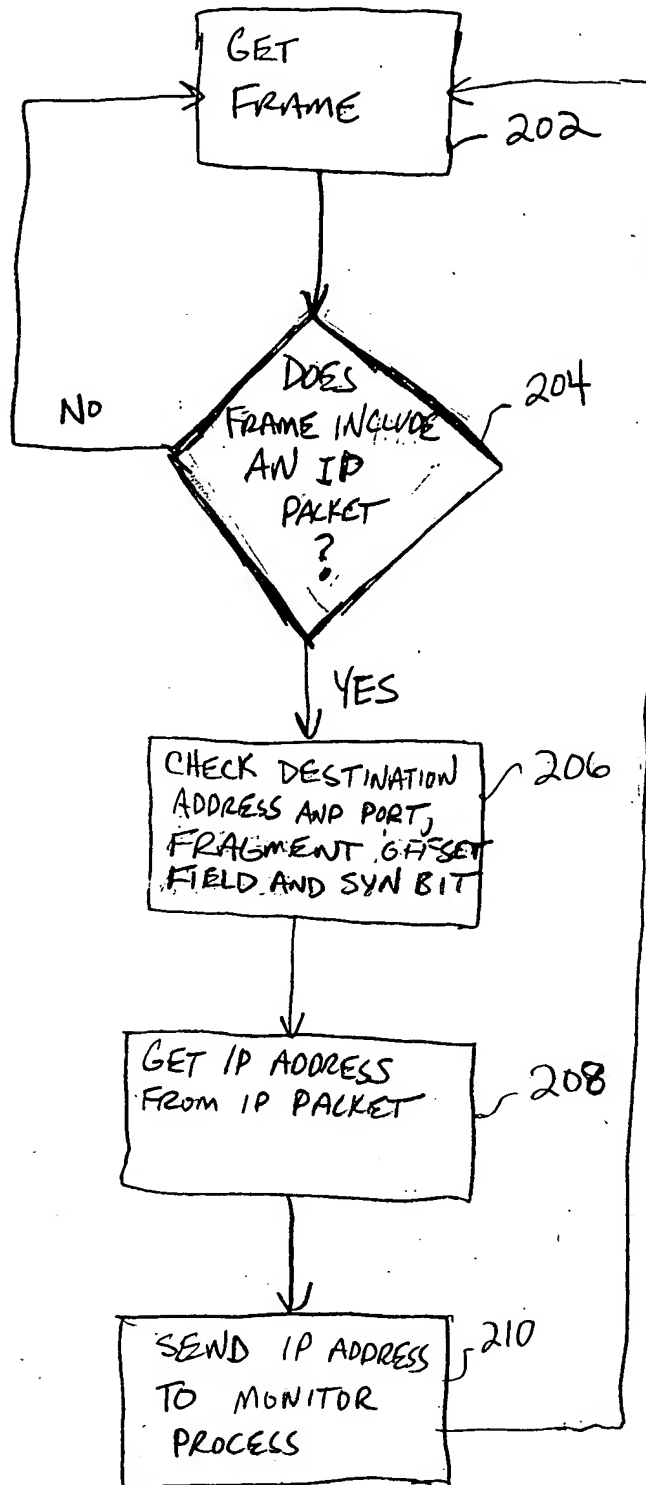 GET
FRAME
202
DOES
FRAME INCLUDE
AN IP
PACKET
?
204
NO
YES
CHECK DESTINATION
ADDRESS AND PORT,
FRAGMENT OFFSET
FIELD AND SYN BIT
206
GET IP ADDRESS
FROM IP PACKET
208
SEND IP ADDRESS
TO MONITOR
PROCESS
210